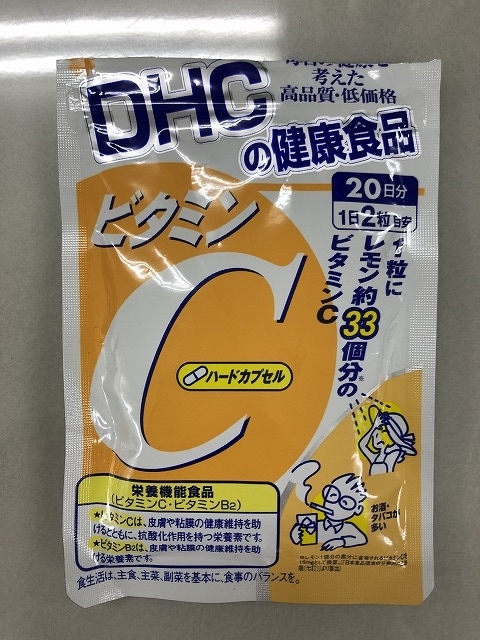 考えた
高品質・低価格
DHC
の健康食品
20日分
1日2粒目安
ビタミン
C
1粒に
レモン約33個分の※
ビタミンC
ハードカプセル
お酒・
タバコが
多い
栄養機能食品
(ビタミンC・ビタミンB2)
★ビタミンCは、皮膚や粘膜の健康維持を助
けるとともに、抗酸化作用を持つ栄養素です。
★ビタミンB2は、皮膚や粘膜の健康維持を助
ける栄養素です。
食生活は、主食、主菜、副菜を基本に、食事のバランスを。